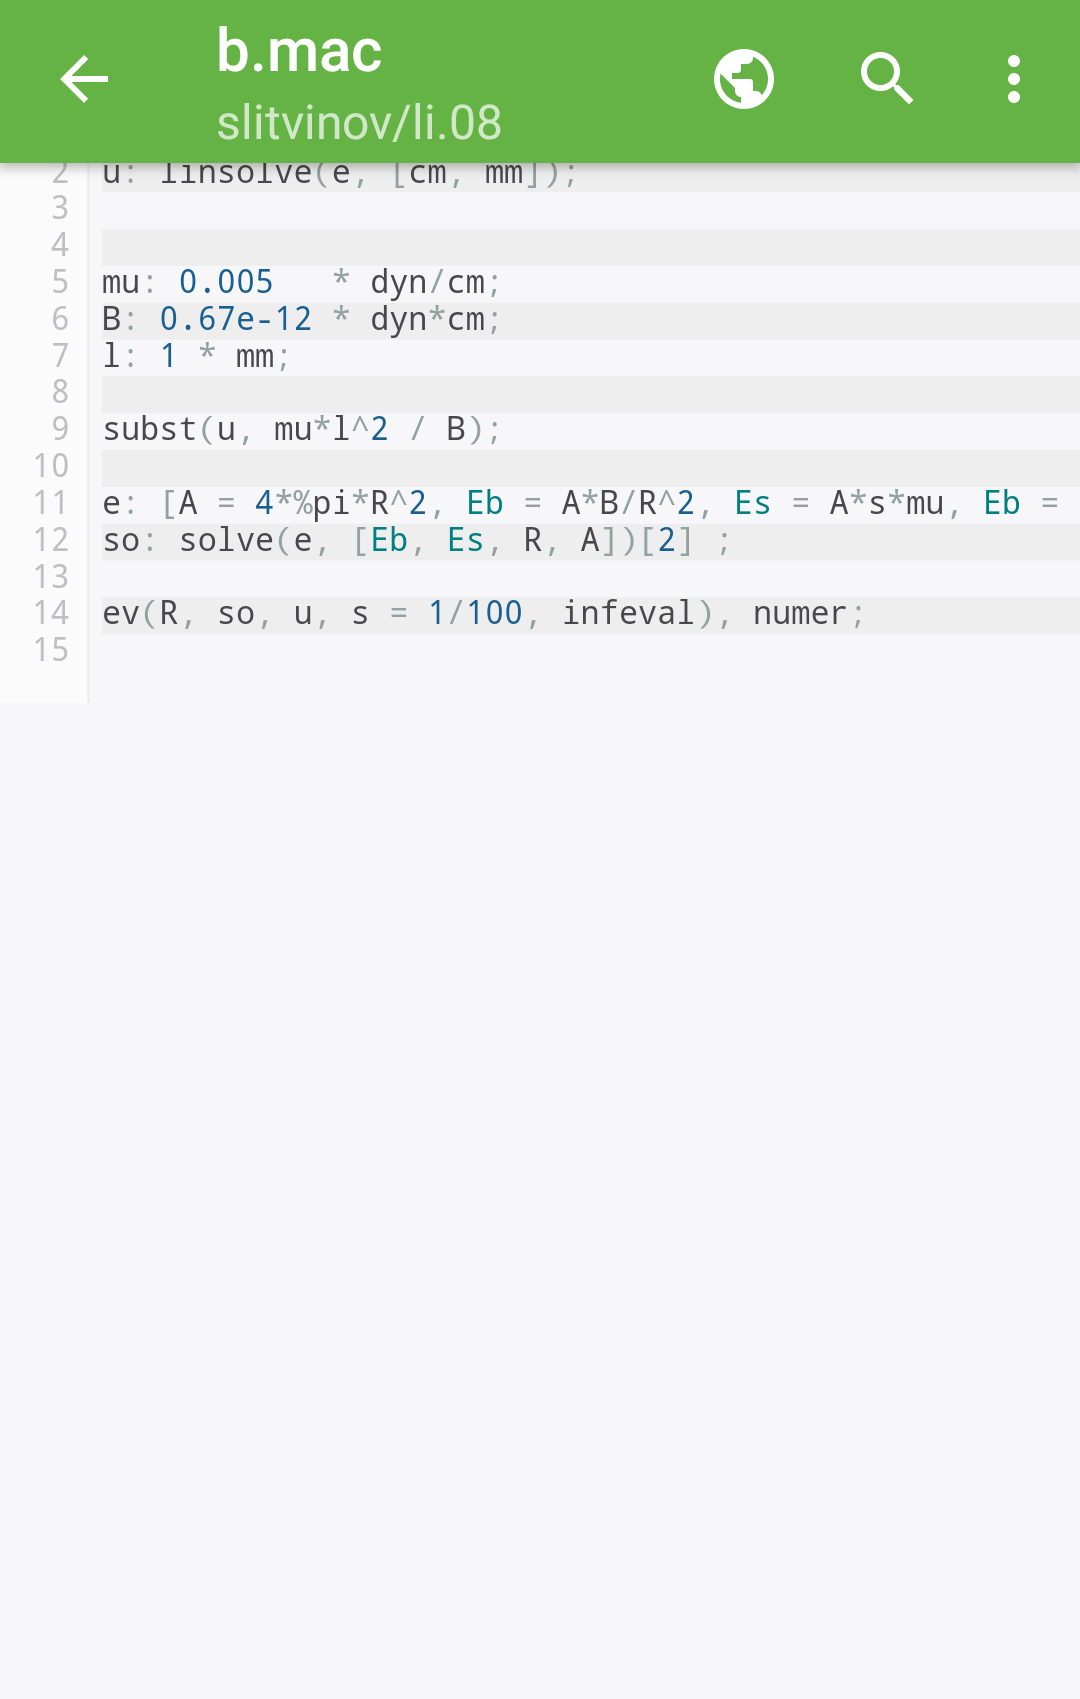 b.mac
slitvinov/li.08
2 u: linsolve(e, [cm, mm]);
3
4
5 mu: 0.005   * dyn/cm;
6 B: 0.67e-12 * dyn*cm;
7 l: 1 * mm;
8
9 subst(u, mu*l^2 / B);
10
11 e: [A = 4*%pi*R^2, Eb = A*B/R^2, Es = A*s*mu, Eb =
12 so: solve(e, [Eb, Es, R, A])[2] ;
13
14 ev(R, so, u, s = 1/100, infeval), numer;
15